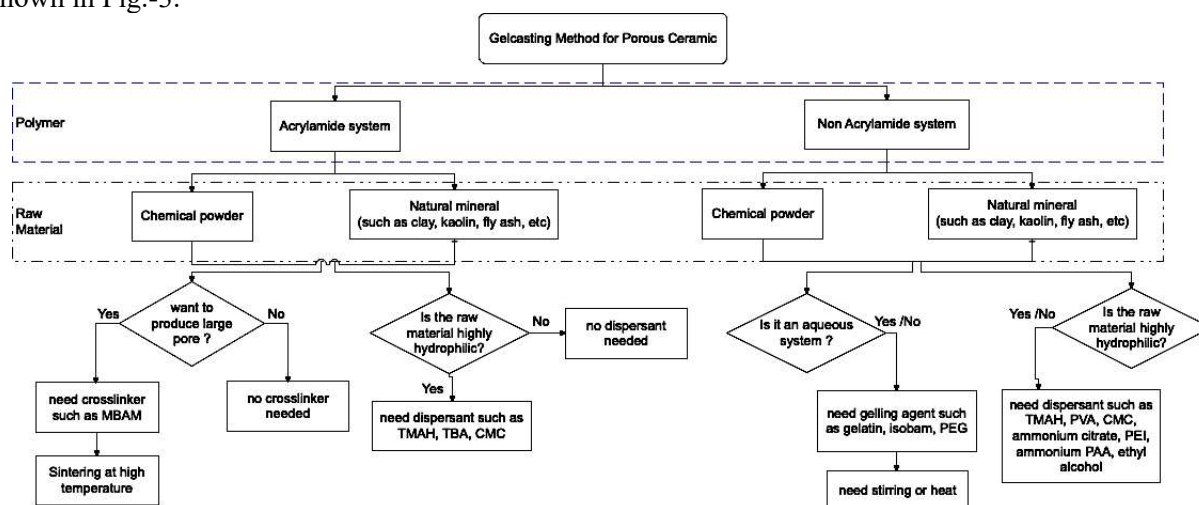 nown in Fig.-3.
Gelcasting Method for Porous Ceramic
Polymer
Acrylamide system
Non Acrylamide system
Raw
Material
Chemical powder
Natural mineral
(such as clay, kaolin, fly ash, etc)
Chemical powder
Natural mineral
(such as clay, kaolin, fly ash, etc)
Yes
want to
produce large
pore ?
No
Is the raw
material highly
hydrophilic?
No
no dispersant
needed
Is it an aqueous
system ?
Yes /No
Yes /No
Is the raw
material highly
hydrophilic?
need crosslinker
such as MBAM
no crosslinker
needed
Yes
need dispersant such as
TMAH, TBA, CMC
need gelling agent such
as gelatin, isobam, PEG
need dispersant such as
TMAH, PVA, CMC,
ammonium citrate, PEI,
ammonium PAA, ethyl
alcohol
Sintering at high
temperature
need stirring or heat